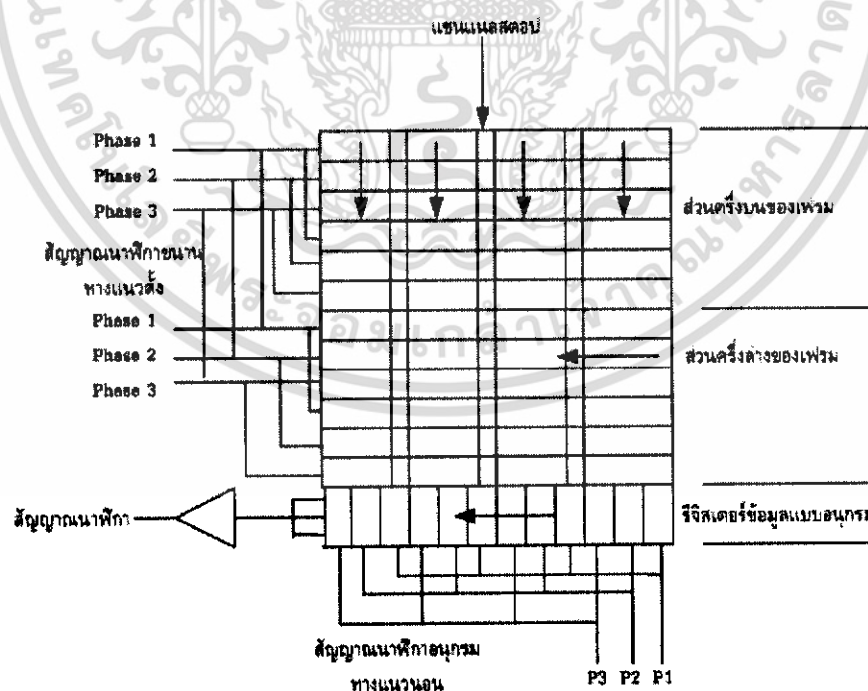 แชนแนลสตอป
Phase 1
Phase 2
Phase 3
ส่วนครึ่งบนของเฟรม
สัญญาณนาฬิกาขนาน
ทางแนวตั้ง
Phase 1
Phase 2
Phase 3
ส่วนครึ่งล่างของเฟรม
สัญญาณนาฬิกา
รีจิสเตอร์ข้อมูลแบบอนุกรม
สัญญาณนาฬิกาอนุกรม
ทางแนวนอน
P3 P2 P1